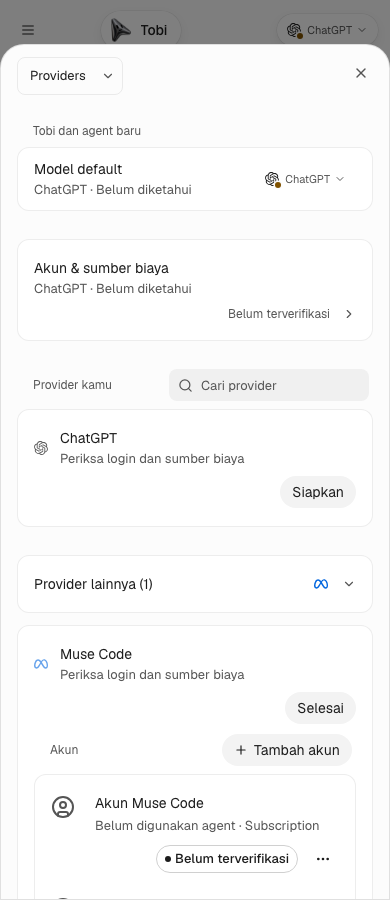 Tobi
ChatGPT
Providers
Tobi dan agent baru
Model default
ChatGPT · Belum diketahui
ChatGPT
Akun & sumber biaya
ChatGPT · Belum diketahui
Belum terverifikasi
Provider kamu
Cari provider
ChatGPT
Periksa login dan sumber biaya
Siapkan
Provider lainnya (1)
Muse Code
Periksa login dan sumber biaya
Selesai
Akun
Tambah akun
Akun Muse Code
Belum digunakan agent · Subscription
Belum terverifikasi